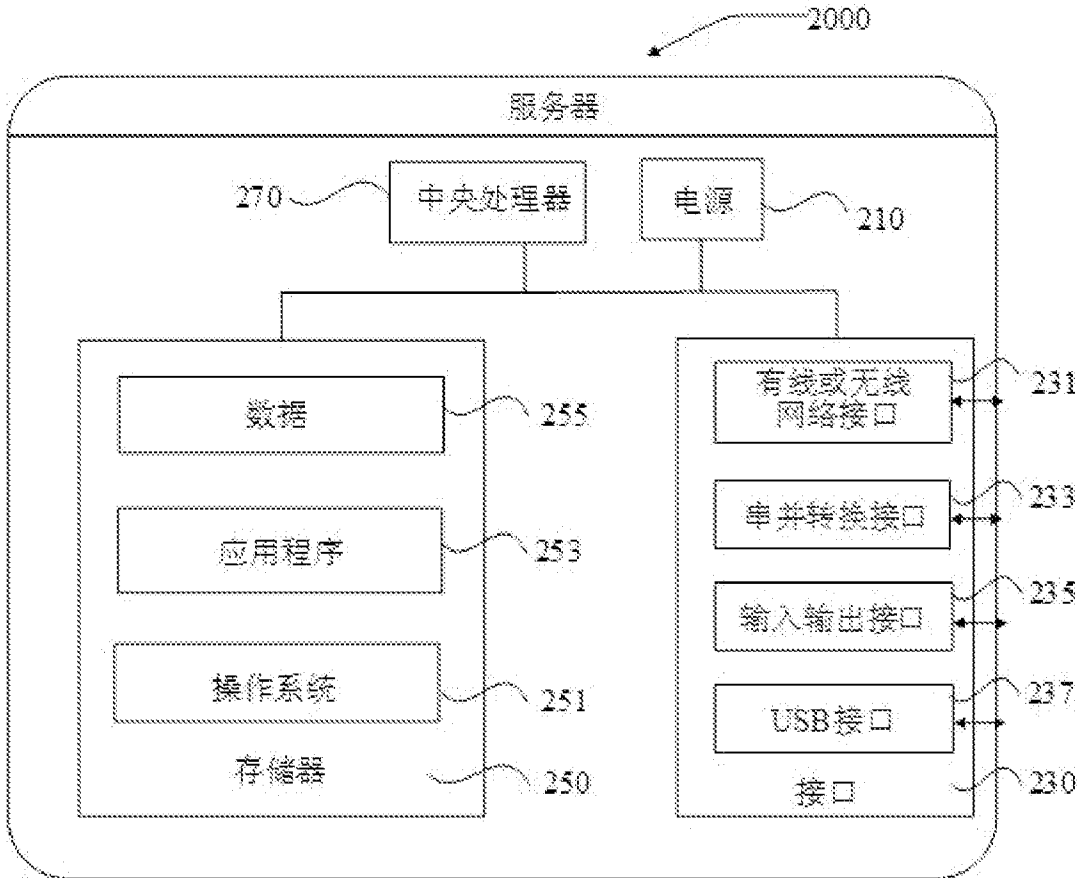 2000
服务器
270
中央处理器
电源
210
数据
255
应用程序
253
操作系统
251
存储器
250
有线或无线
网络接口
231
串并转换接口
233
输入输出接口
235
USB接口
237
接口
230